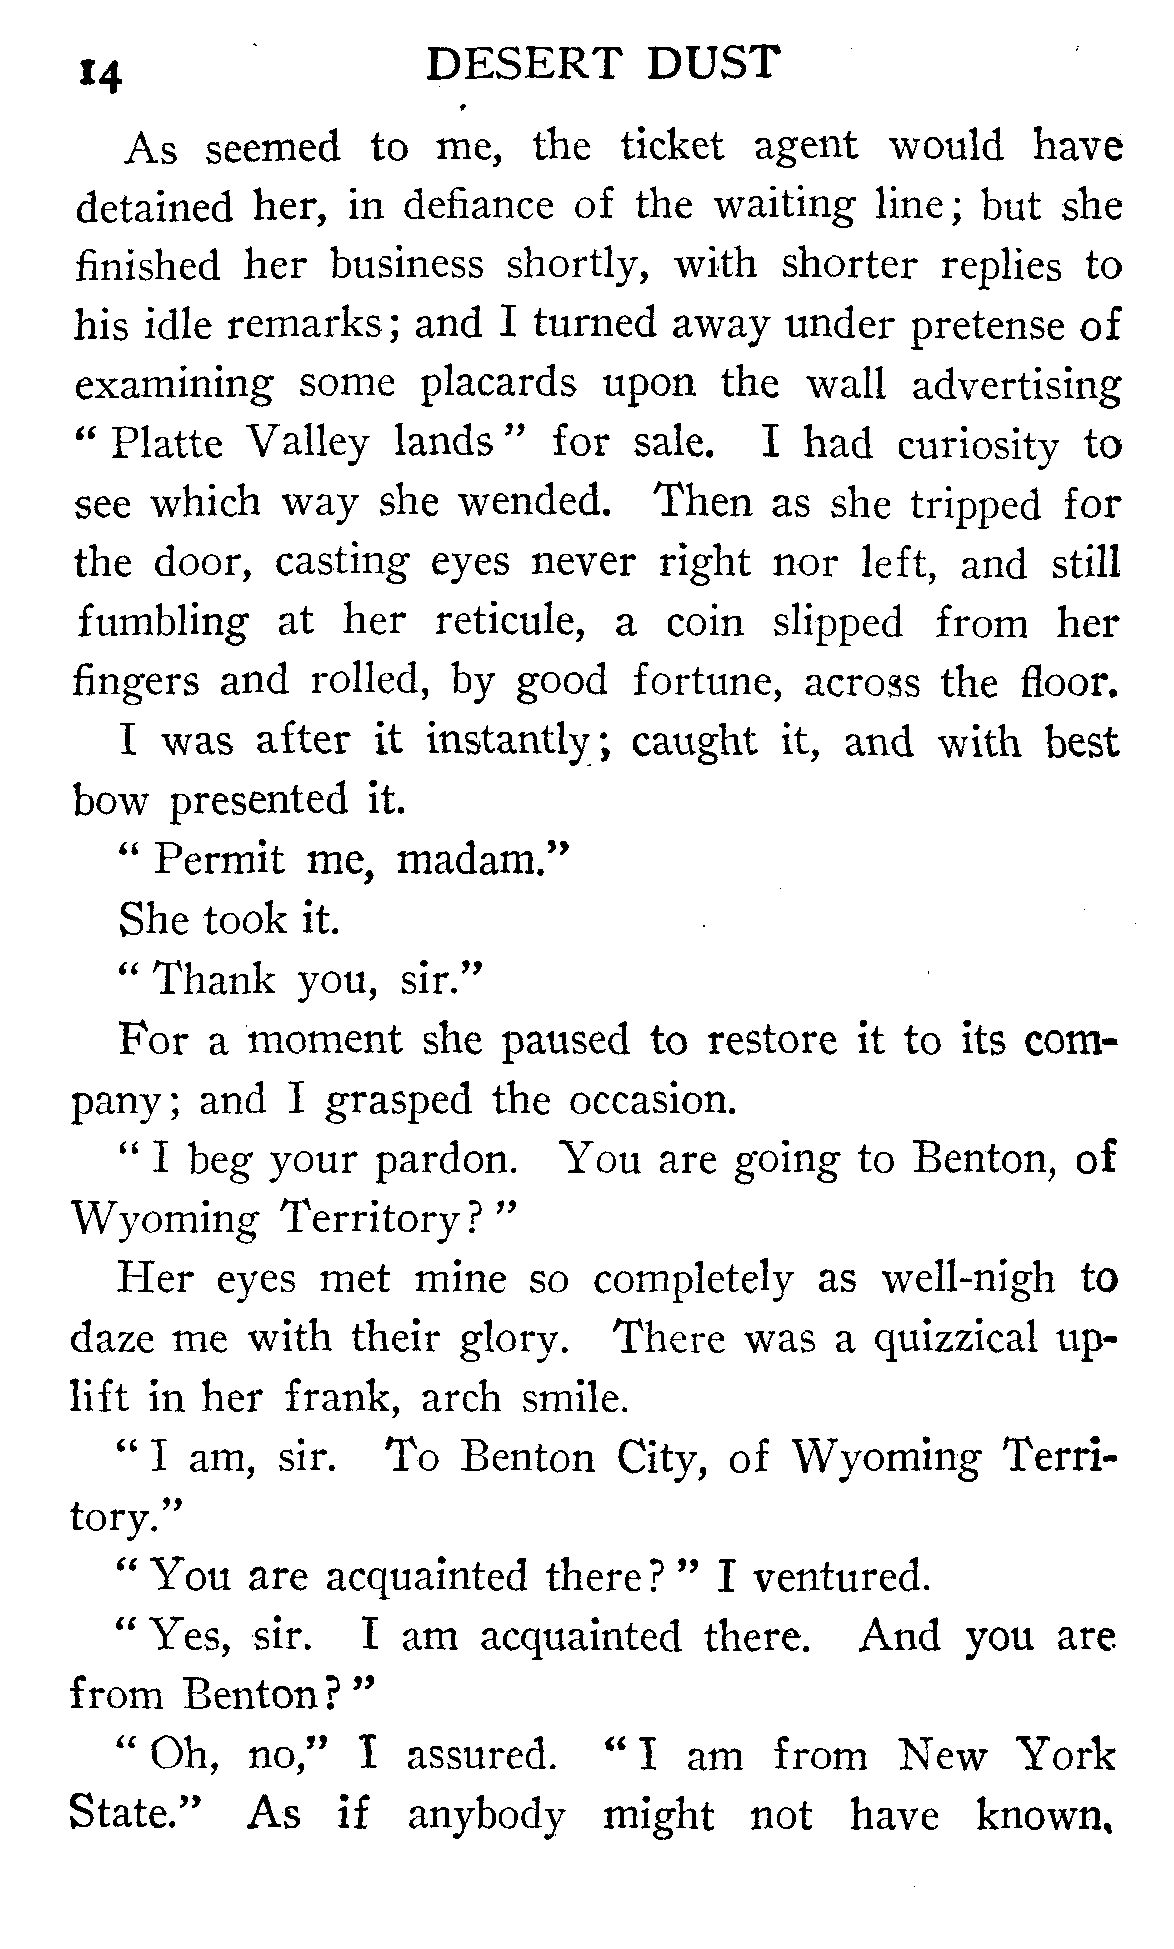 14 DESERT DUST
As seemed to me, the ticket agent would have
detained her, in defiance of the waiting line; but she
finished her business shortly, with shorter replies to
his idle remarks; and I turned away under pretense of
examining some placards upon the wall advertising
“ Platte Valley lands ” for sale. I had curiosity to
see which way she wended. Then as she tripped for
the door, casting eyes never right nor left, and still
fumbling at her reticule, a coin slipped from her
fingers and rolled, by good fortune, across the floor.
I was after it instantly; caught it, and with best
bow presented it.
“ Permit me, madam.”
She took it.
“ Thank you, sir.”
For a moment she paused to restore it to its com-
pany; and I grasped the occasion.
“ I beg your pardon. You are going to Benton, of
Wyoming Territory? ”
Her eyes met mine so completely as well-nigh to
daze me with their glory. There was a quizzical up-
lift in her frank, arch smile.
“ I am, sir. To Benton City, of Wyoming Terri-
tory.”
“ You are acquainted there? ” I ventured.
“ Yes, sir. I am acquainted there. And you are
from Benton? ”
“ Oh, no,” I assured. “ I am from New York
State.” As if anybody might not have known.